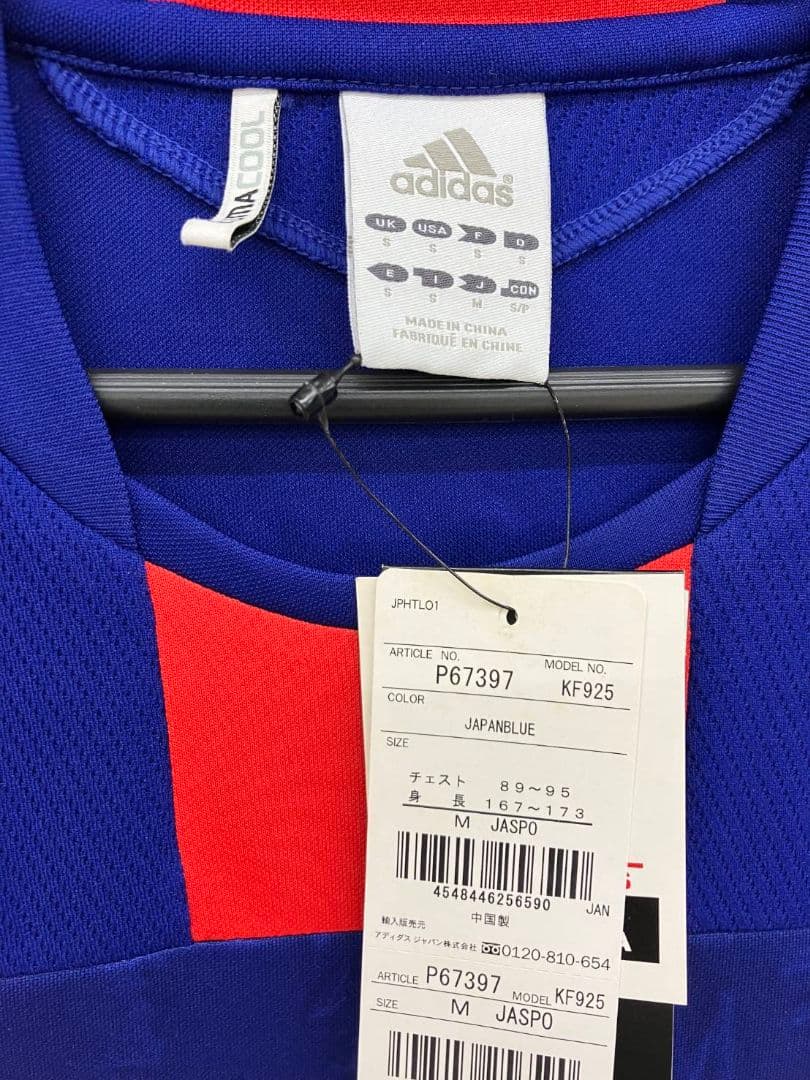 MACOOL
adidas®
UK USA F D
S S S S
E I J CDN
S S M S/P
MADE IN CHINA
FABRIQUÉ EN CHINE
JPHTL01
ARTICLE NO. MODEL NO.
P67397 KF925
COLOR
JAPANBLUE
SIZE
チェスト 89〜95
身長 167〜173
M JASPO
4548446256590 JAN
中国製
輸入販売元
アディダス ジャパン株式会社 0120-810-654
ARTICLE P67397 MODEL KF925
SIZE M JASPO
S
A